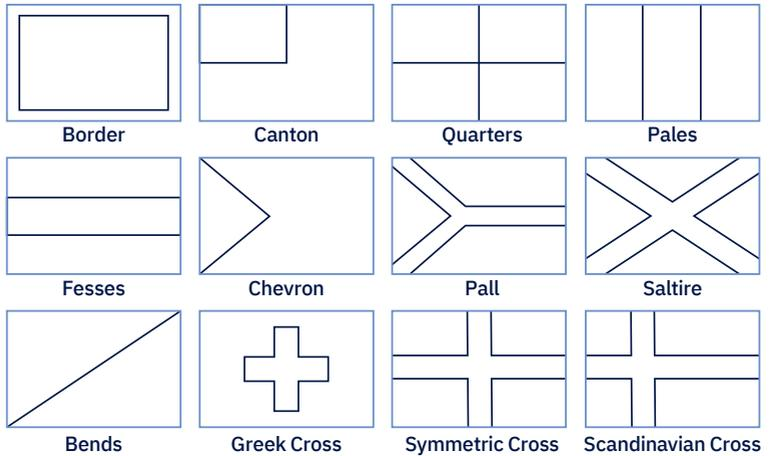 Border
Canton
Quarters
Pales
Fesses
Chevron
Pall
Saltire
Bends
Greek Cross
Symmetric Cross
Scandinavian Cross